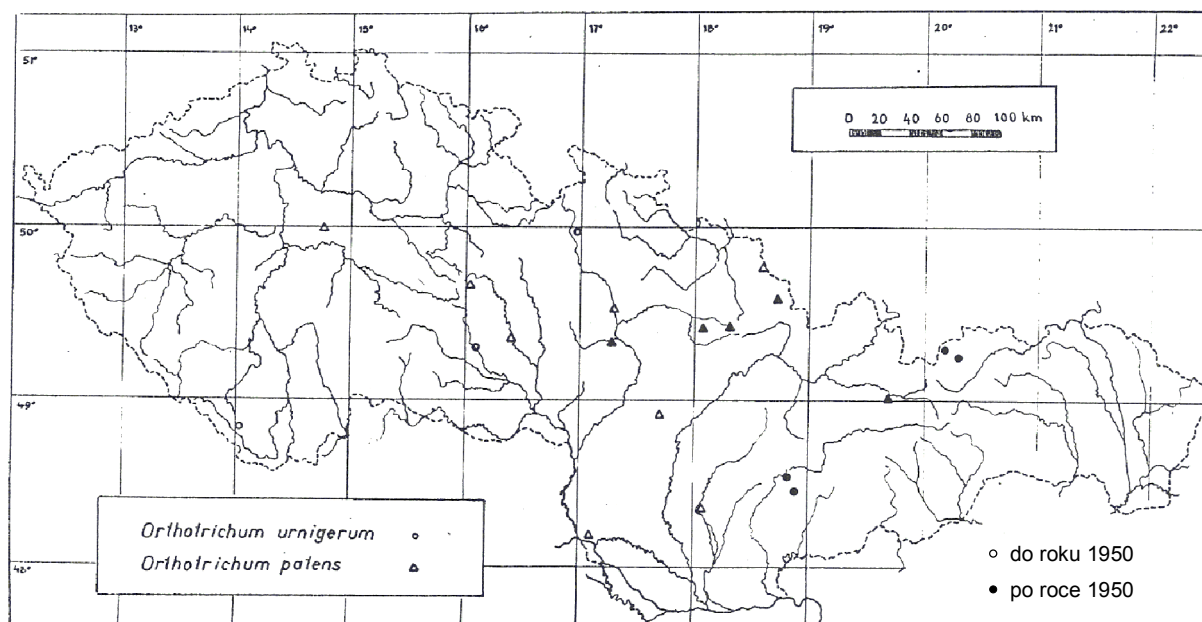 13° 14° 15° 16° 17° 18° 19° 20° 21° 22°
51°
0 20 40 60 80 100 km
50°
49°
Orthotrichum urnigerum
Orthotrichum patens
48°
○ do roku 1950
● po roce 1950